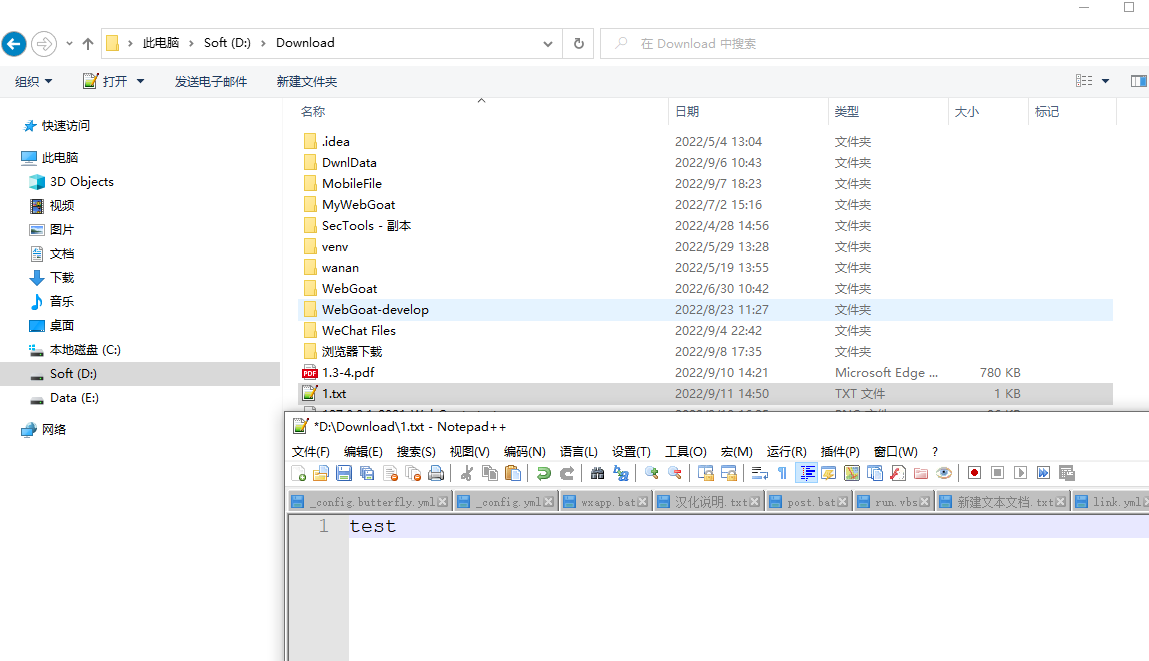 此电脑 > Soft (D:) > Download
在 Download 中搜索
组织 打开 发送电子邮件 新建文件夹
名称 日期 类型 大小 标记
快速访问
此电脑
3D Objects
视频
图片
文档
下载
音乐
桌面
本地磁盘 (C:)
Soft (D:)
Data (E:)
网络
.idea 2022/5/4 13:04 文件夹
DwnlData 2022/9/6 10:43 文件夹
MobileFile 2022/9/7 18:23 文件夹
MyWebGoat 2022/7/2 15:16 文件夹
SecTools - 副本 2022/4/28 14:56 文件夹
venv 2022/5/29 13:28 文件夹
wanan 2022/5/19 13:55 文件夹
WebGoat 2022/6/30 10:42 文件夹
WebGoat-develop 2022/8/23 11:27 文件夹
WeChat Files 2022/9/4 22:42 文件夹
浏览器下载 2022/9/8 17:35 文件夹
PDF 1.3-4.pdf 2022/9/10 14:21 Microsoft Edge ... 780 KB
1.txt 2022/9/11 14:50 TXT 文件 1 KB
*D:\Download\1.txt - Notepad++
文件(F) 编辑(E) 搜索(S) 视图(V) 编码(N) 语言(L) 设置(T) 工具(O) 宏(M) 运行(R) 插件(P) 窗口(W) ?
_config.butterfly.yml _config.yml wxapp.bat 汉化说明.txt post.bat run.vbs 新建文本文档.txt link.yml
1 test